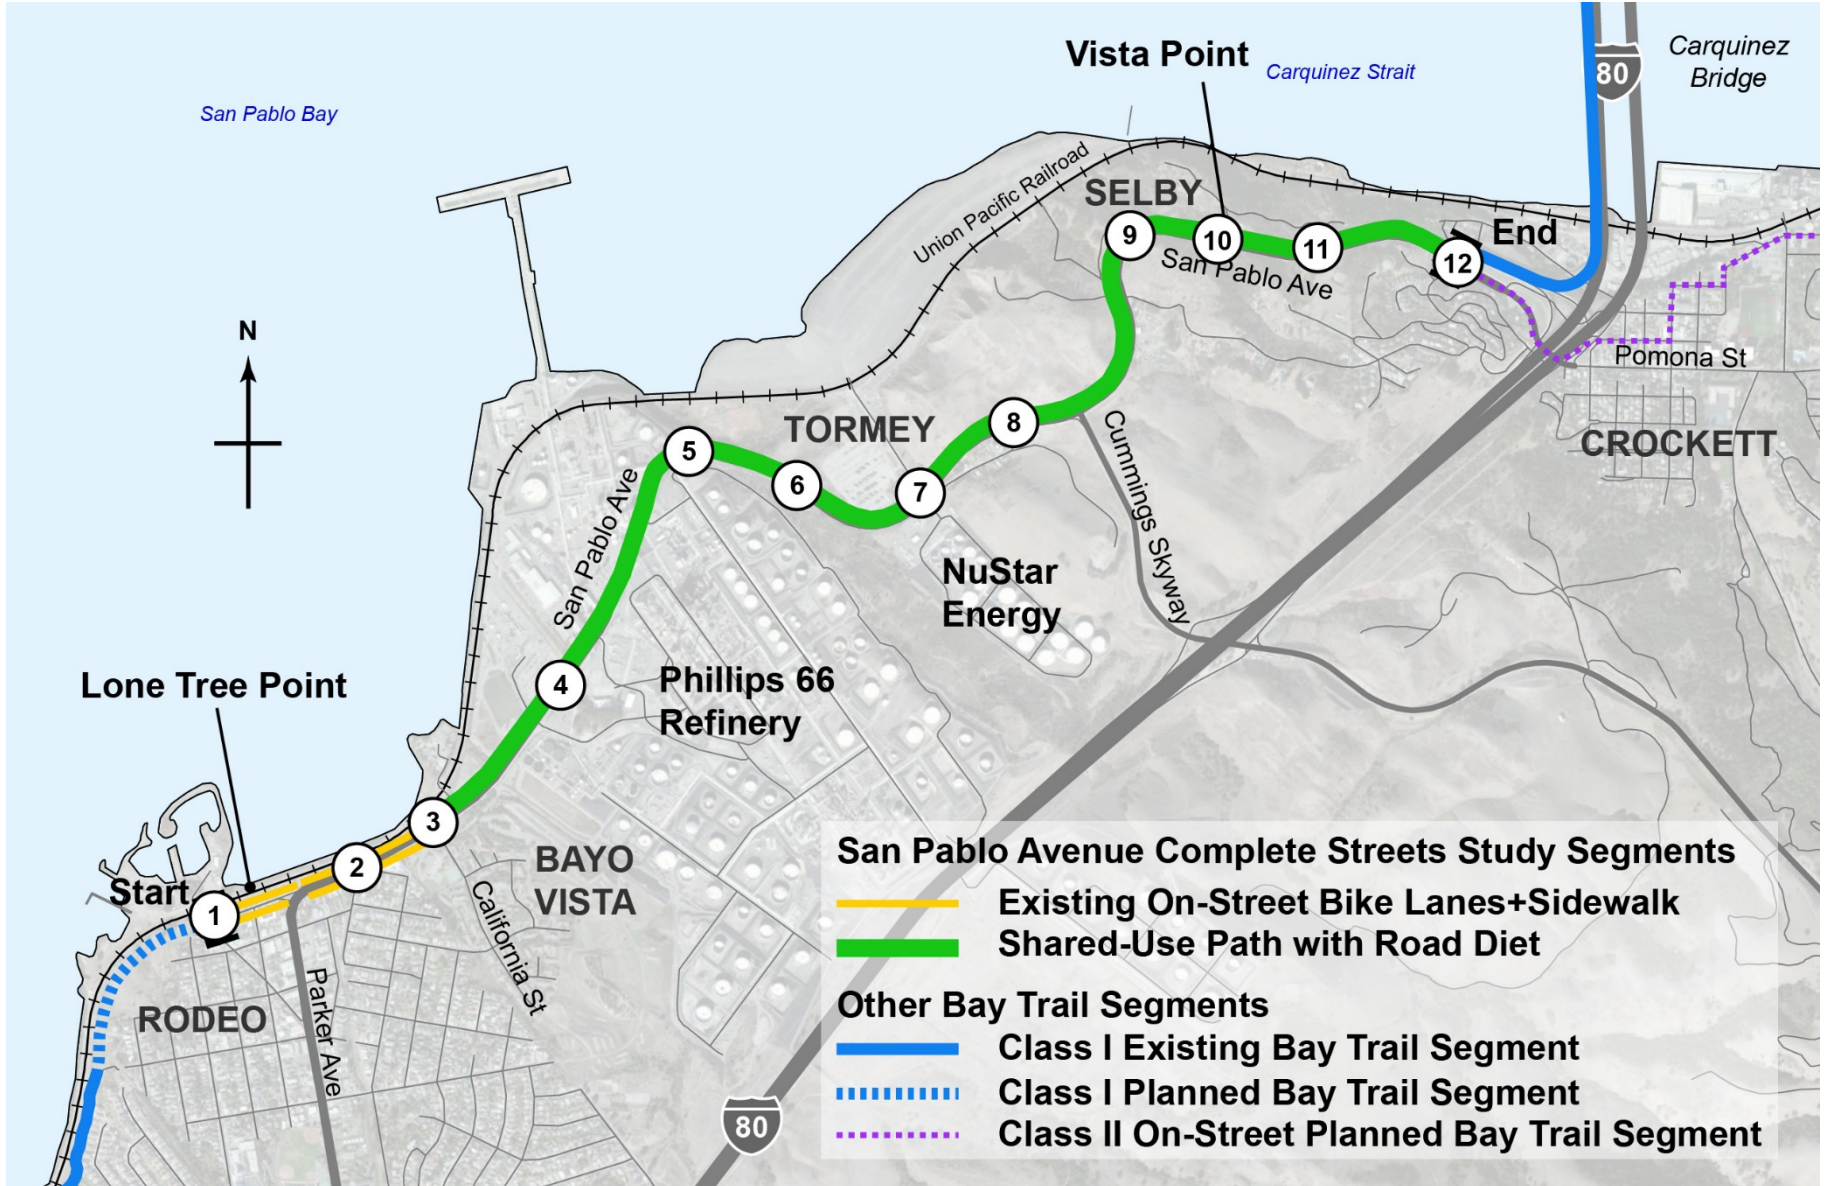 Vista Point
Carquinez Strait
Carquinez
Bridge
80
San Pablo Bay
Union Pacific Railroad
SELBY
9
10
11
12
End
San Pablo Ave
N
Pomona St
TORMEY
CROCKETT
5
6
7
8
San Pablo Ave
Cummings Skyway
NuStar
Energy
Lone Tree Point
4
Phillips 66
Refinery
3
2
Start
1
BAYO
VISTA
California St
RODEO
Parker Ave
80
San Pablo Avenue Complete Streets Study Segments
Existing On-Street Bike Lanes+Sidewalk
Shared-Use Path with Road Diet
Other Bay Trail Segments
Class I Existing Bay Trail Segment
Class I Planned Bay Trail Segment
Class II On-Street Planned Bay Trail Segment